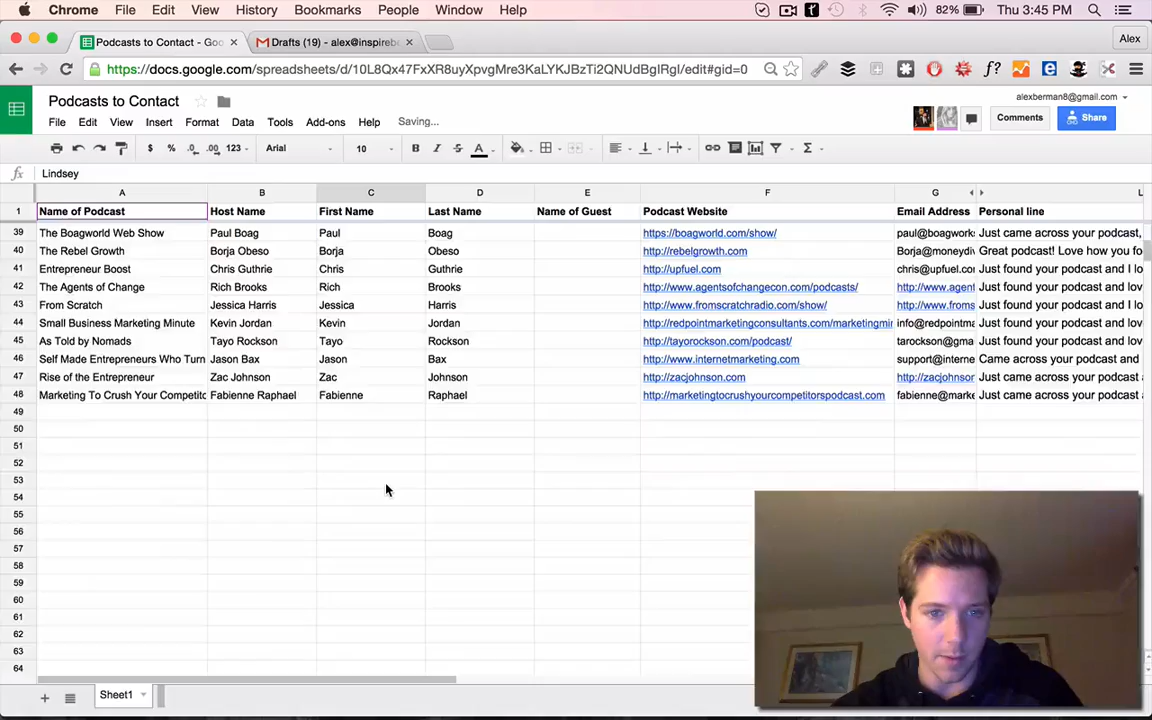 Chrome File Edit View History Bookmarks People Window Help 82% Thu 3:45 PM
Podcasts to Contact - Goo Drafts (19) - alex@inspirebe Alex
https://docs.google.com/spreadsheets/d/10L8Qx47FxXR8uyXpvgMre3KaLYKJBzTi2QNUdBgIRgI/edit#gid=0
Podcasts to Contact alexberman8@gmail.com
File Edit View Insert Format Data Tools Add-ons Help Saving... Comments Share
$ % .0 .00 123 Arial 10 B I S A
fx Lindsey
A B C D E F G L
1 Name of Podcast Host Name First Name Last Name Name of Guest Podcast Website Email Address Personal line
39 The Boagworld Web Show Paul Boag Paul Boag https://boagworld.com/show/ paul@boagwork Just came across your podcast,
40 The Rebel Growth Borja Obeso Borja Obeso http://rebelgrowth.com Borja@moneydiv Great podcast! Love how you fo
41 Entrepreneur Boost Chris Guthrie Chris Guthrie http://upfuel.com chris@upfuel.co Just found your podcast and I lo
42 The Agents of Change Rich Brooks Rich Brooks http://www.agentsofchangecon.com/podcasts/ http://www.agent Just found your podcast and lov
43 From Scratch Jessica Harris Jessica Harris http://www.fromscratchradio.com/show/ http://www.froms Just found your podcast and I lo
44 Small Business Marketing Minute Kevin Jordan Kevin Jordan http://redpointmarketingconsultants.com/marketingmin info@redpointma Just found your podcast and lov
45 As Told by Nomads Tayo Rockson Tayo Rockson http://tayorockson.com/podcast/ tarockson@gma Just found your podcast and lov
46 Self Made Entrepreneurs Who Turn Jason Bax Jason Bax http://www.internetmarketing.com support@interne Came across your podcast and
47 Rise of the Entrepreneur Zac Johnson Zac Johnson http://zacjohnson.com http://zacjohnson Just came across your podcast a
48 Marketing To Crush Your Competito Fabienne Raphael Fabienne Raphael http://marketingtocrushyourcompetitorspodcast.com fabienne@marke Just came across your podcast a
49
50
51
52
53
54
55
56
57
58
59
60
61
62
63
64
Sheet1